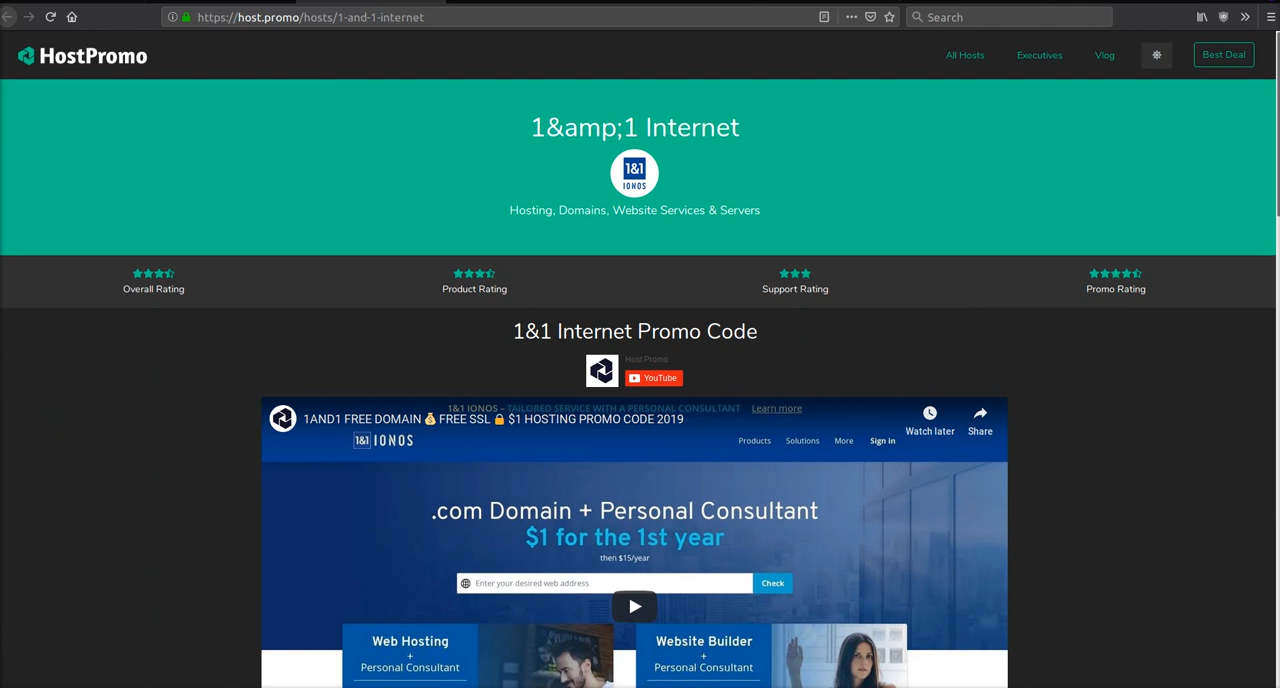 https://host.promo/hosts/1-and-1-internet
Search
HostPromo
All Hosts
Executives
Vlog
Best Deal
1&amp;1 Internet
1&1
IONOS
Hosting, Domains, Website Services & Servers
Overall Rating
Product Rating
Support Rating
Promo Rating
1&1 Internet Promo Code
Host Promo
YouTube
1&1 IONOS – TAILORED SERVICE WITH A PERSONAL CONSULTANT Learn more
1AND1 FREE DOMAIN 💰 FREE SSL 🔒 $1 HOSTING PROMO CODE 2019
Watch later
Share
1&1 IONOS
Products
Solutions
More
Sign in
.com Domain + Personal Consultant
$1 for the 1st year
then $15/year
Enter your desired web address
Check
Web Hosting
+
Personal Consultant
Website Builder
+
Personal Consultant